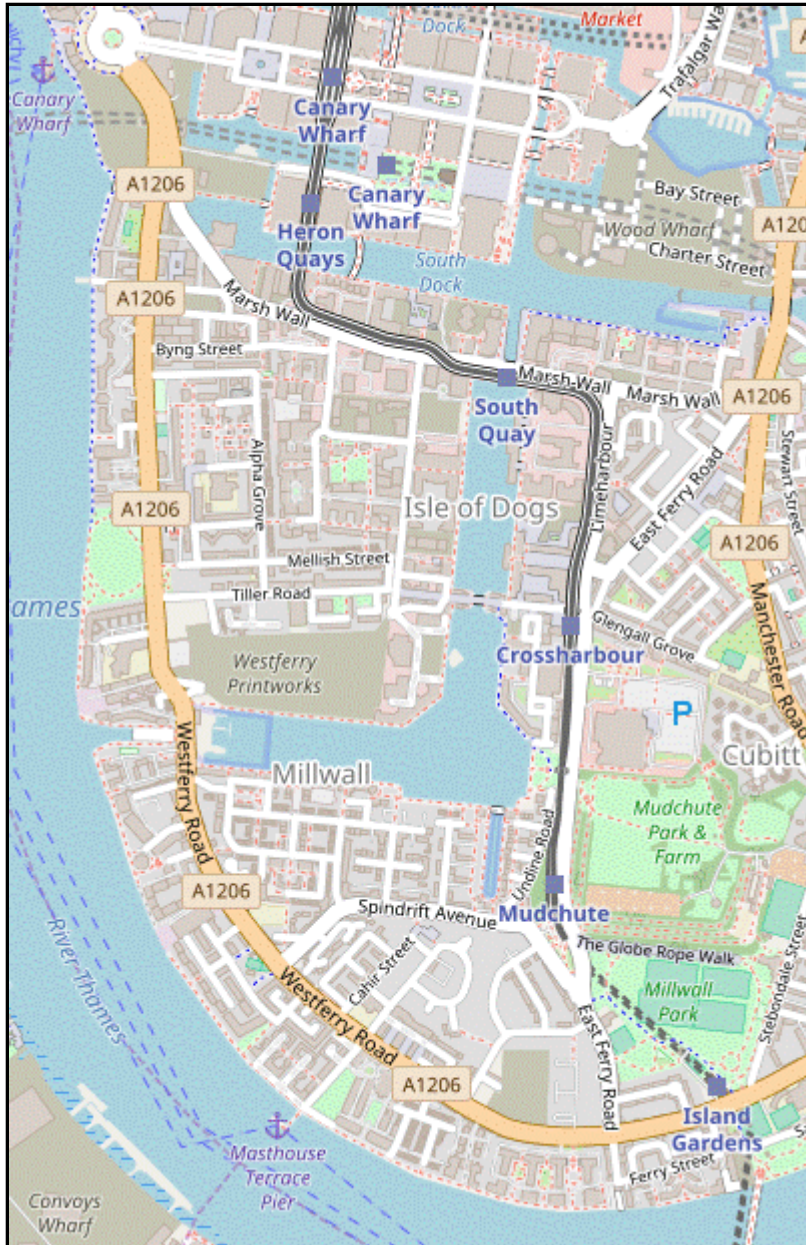 Dock
Market
Trafalgar Wa
Canary
Wharf
Canary
Wharf
A1206
Canary
Wharf
Bay Street
Heron
Quays
Wood Wharf
A120
Charter Street
South
Dock
A1206
Marsh Wall
Byng Street
Marsh Wall
Marsh Wall
A1206
South
Quay
Stewart Street
Alpha Grove
Limeharbour
East Ferry Road
A1206
Isle of Dogs
A1206
Mellish Street
Tiller Road
ames
Glengall Grove
Manchester Road
Crossharbour
Westferry
Printworks
P
Westferry Road
Cubitt
Millwall
Mudchute
Park &
Farm
Undine Road
A1206
Spindrift Avenue
Mudchute
The Globe Rope Walk
Stebondale Street
River Thames
Cahir Street
Westferry Road
Millwall
Park
East Ferry Road
A1206
Island
Gardens
Masthouse
Terrace
Pier
Ferry Street
Convoys
Wharf